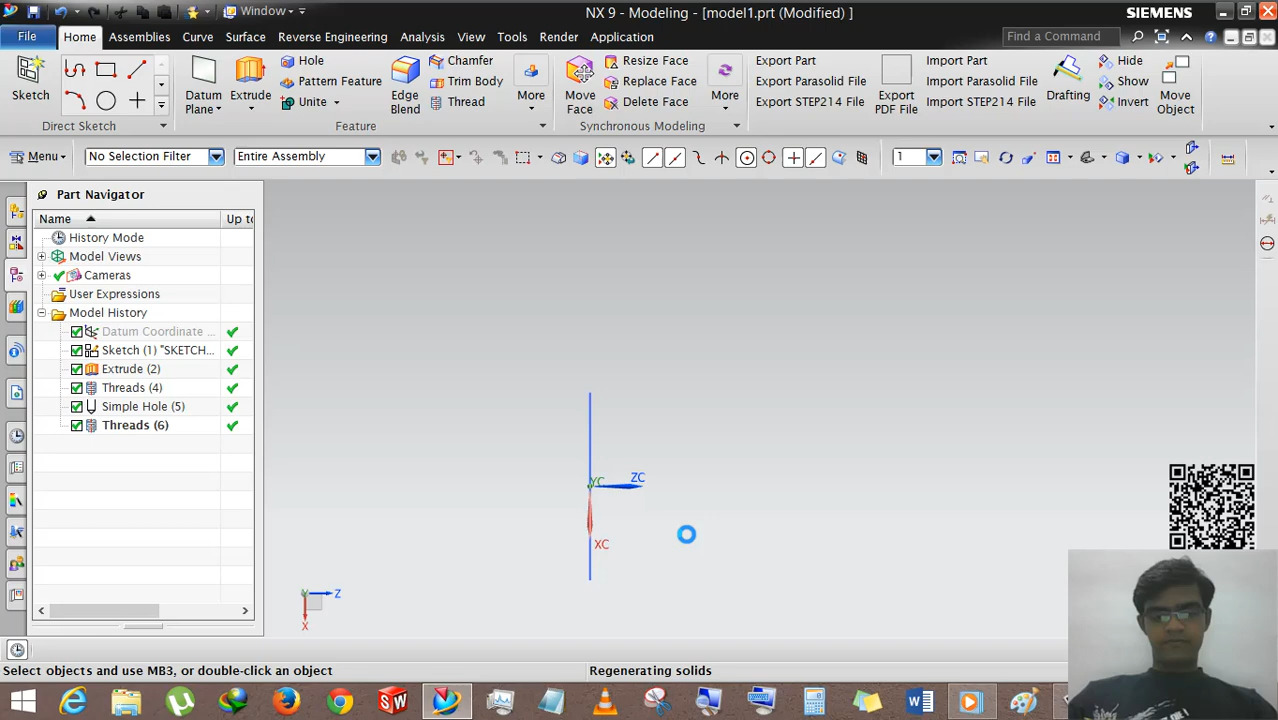 Window
NX 9 - Modeling - [model1.prt (Modified) ]
SIEMENS
File Home Assemblies Curve Surface Reverse Engineering Analysis View Tools Render Application
Find a Command
Sketch
Direct Sketch
Datum Plane
Extrude
Hole
Pattern Feature
Unite
Edge Blend
Chamfer
Trim Body
Thread
More
Feature
Move Face
Resize Face
Replace Face
Delete Face
More
Synchronous Modeling
Export Part
Export Parasolid File
Export STEP214 File
Export PDF File
Import Part
Import Parasolid File
Import STEP214 File
Drafting
Hide
Show
Invert
Move Object
Menu
No Selection Filter
Entire Assembly
1
Part Navigator
Name Up to
History Mode
Model Views
Cameras
User Expressions
Model History
Datum Coordinate ...
Sketch (1) "SKETCH...
Extrude (2)
Threads (4)
Simple Hole (5)
Threads (6)
YC
ZC
XC
Y
Z
X
Select objects and use MB3, or double-click an object
Regenerating solids